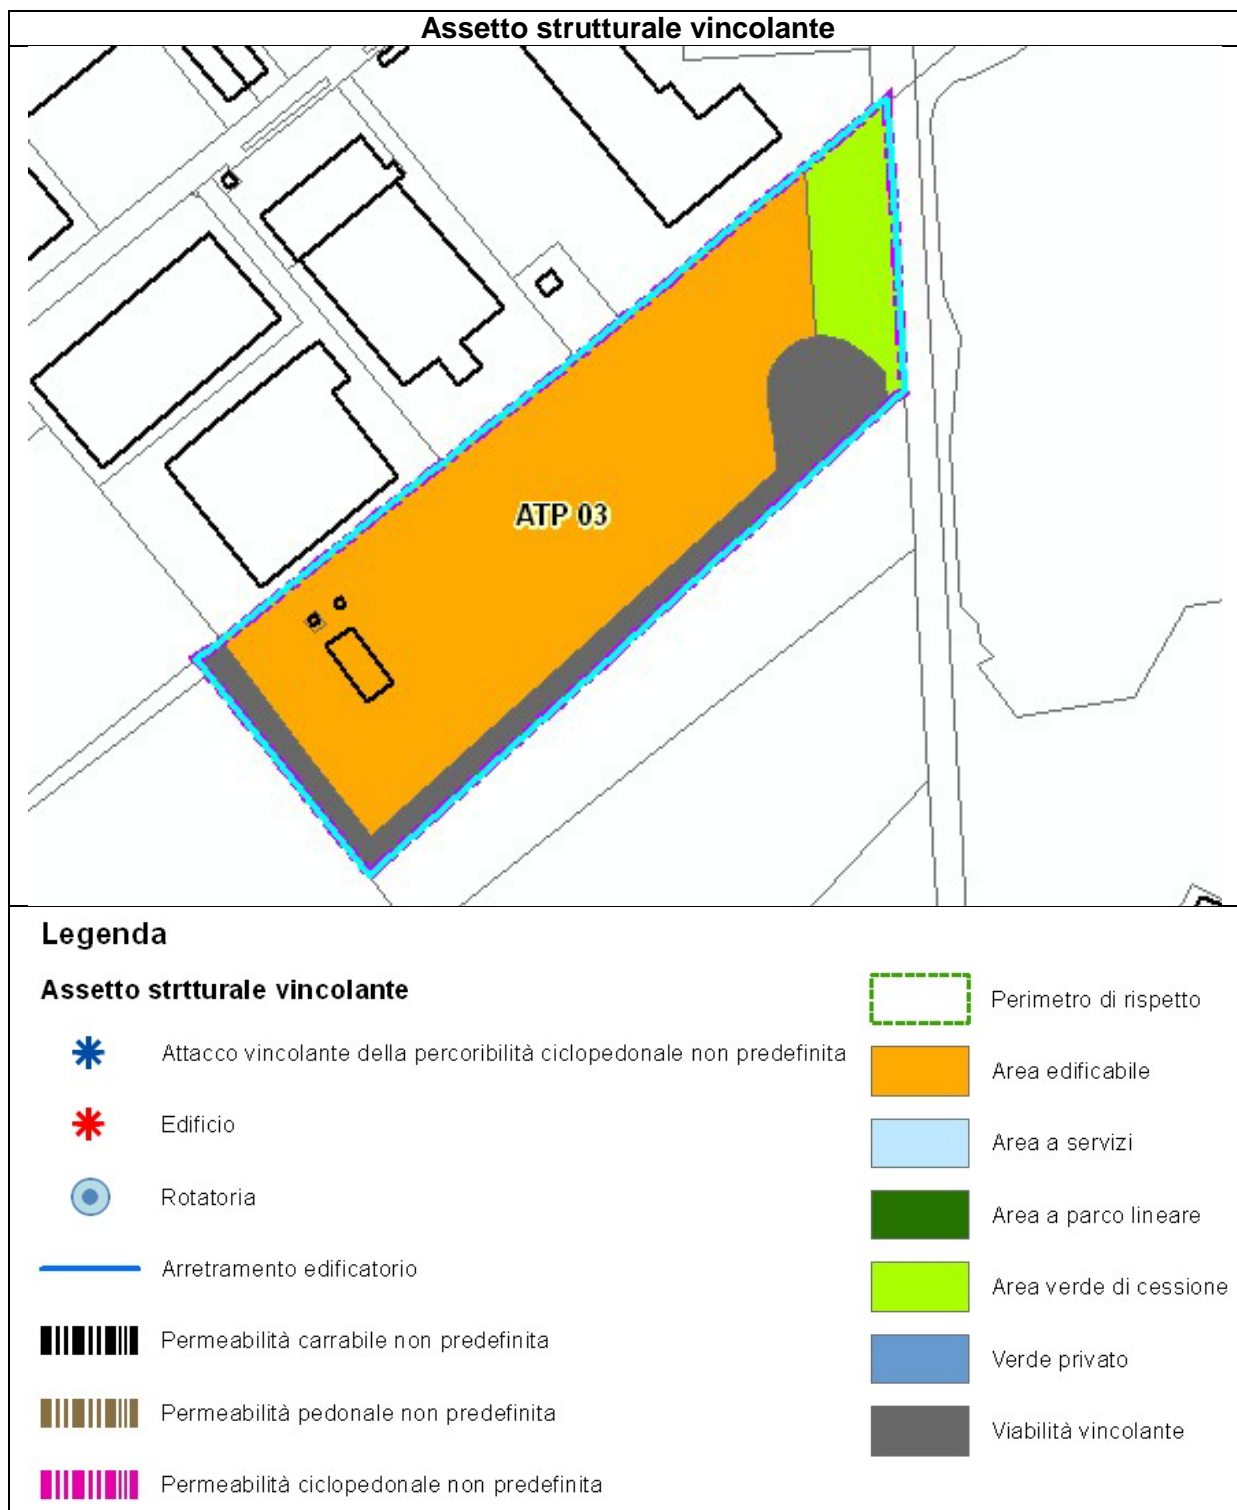 Assetto strutturale vincolante
ATP 03
Legenda
Assetto strtturale vincolante
Attacco vincolante della percoribilità ciclopedonale non predefinita
Edificio
Rotatoria
Arretramento edificatorio
Permeabilità carrabile non predefinita
Permeabilità pedonale non predefinita
Permeabilità ciclopedonale non predefinita
Perimetro di rispetto
Area edificabile
Area a servizi
Area a parco lineare
Area verde di cessione
Verde privato
Viabilità vincolante